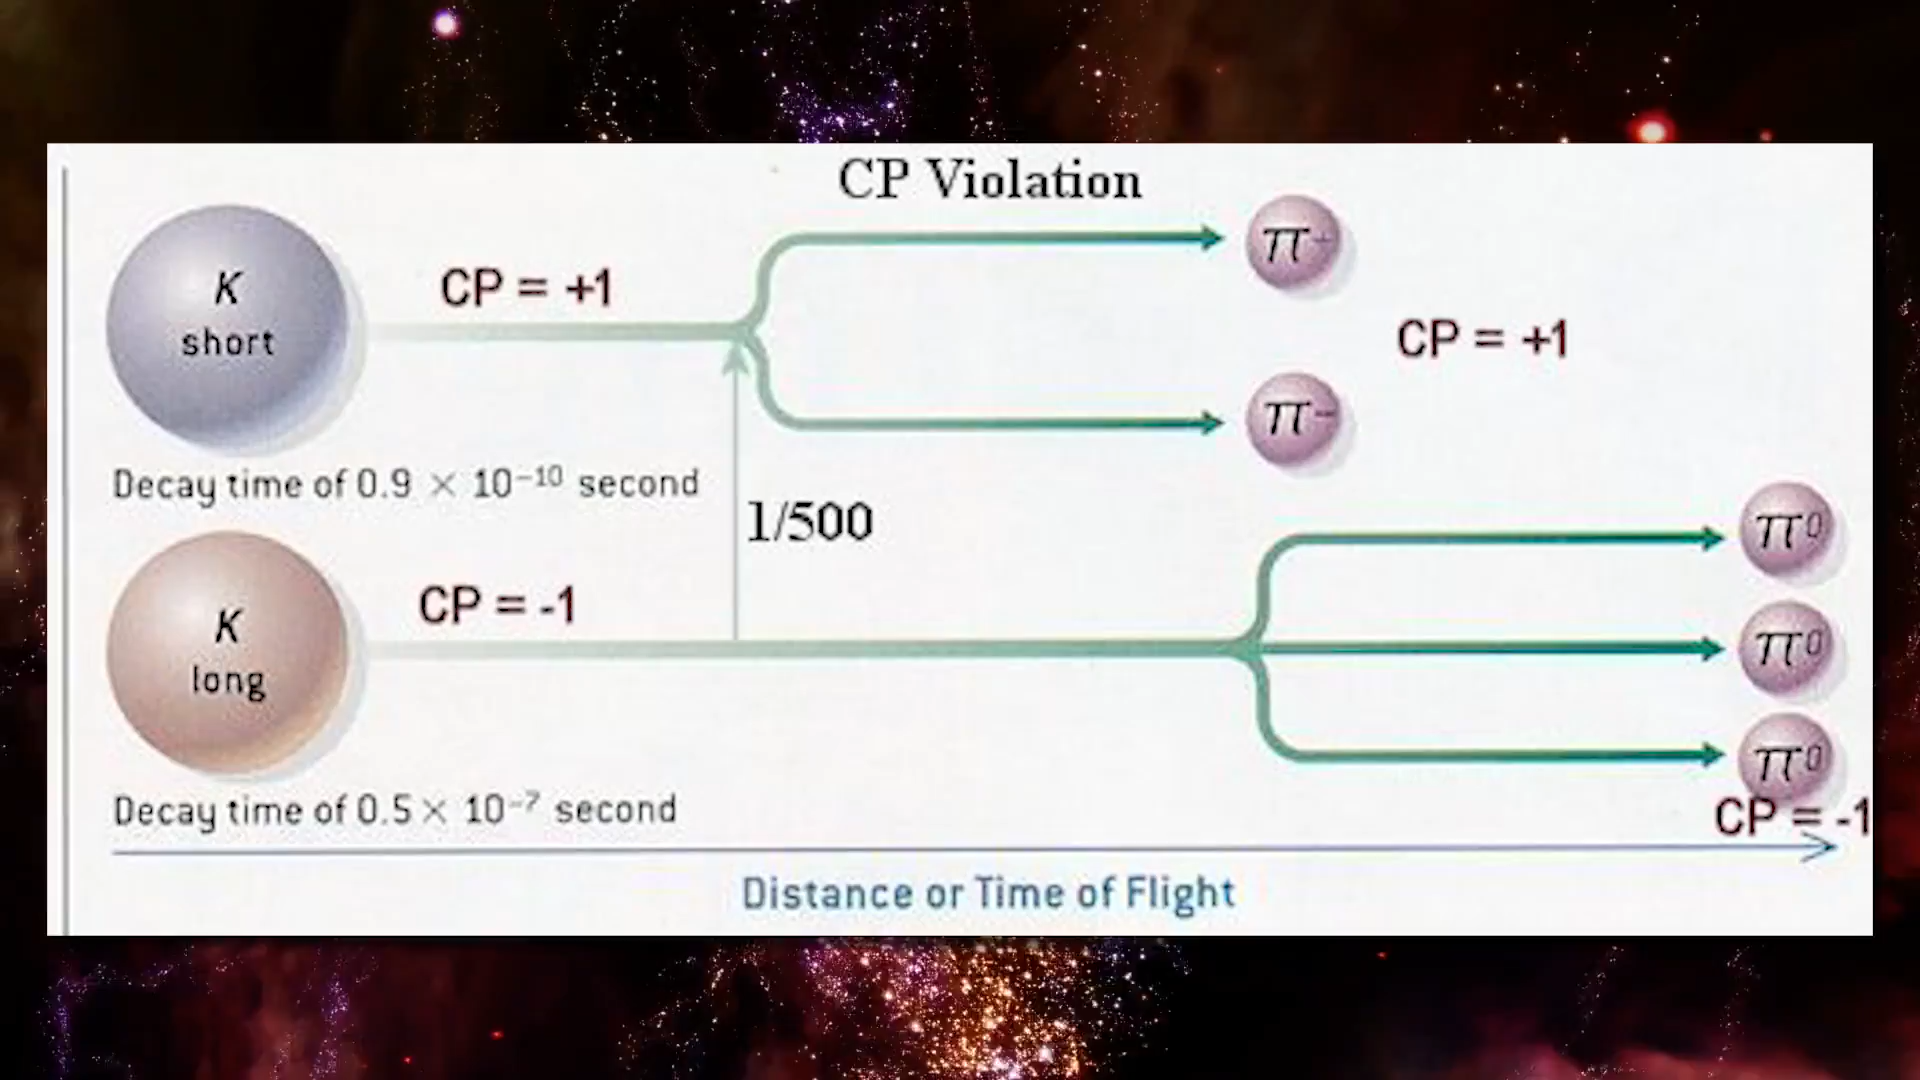 CP Violation
K
short
CP = +1
π+
CP = +1
π−
Decay time of 0.9 × 10−10 second
1/500
K
long
CP = -1
π0
π0
π0
CP = -1
Decay time of 0.5 × 10−7 second
Distance or Time of Flight